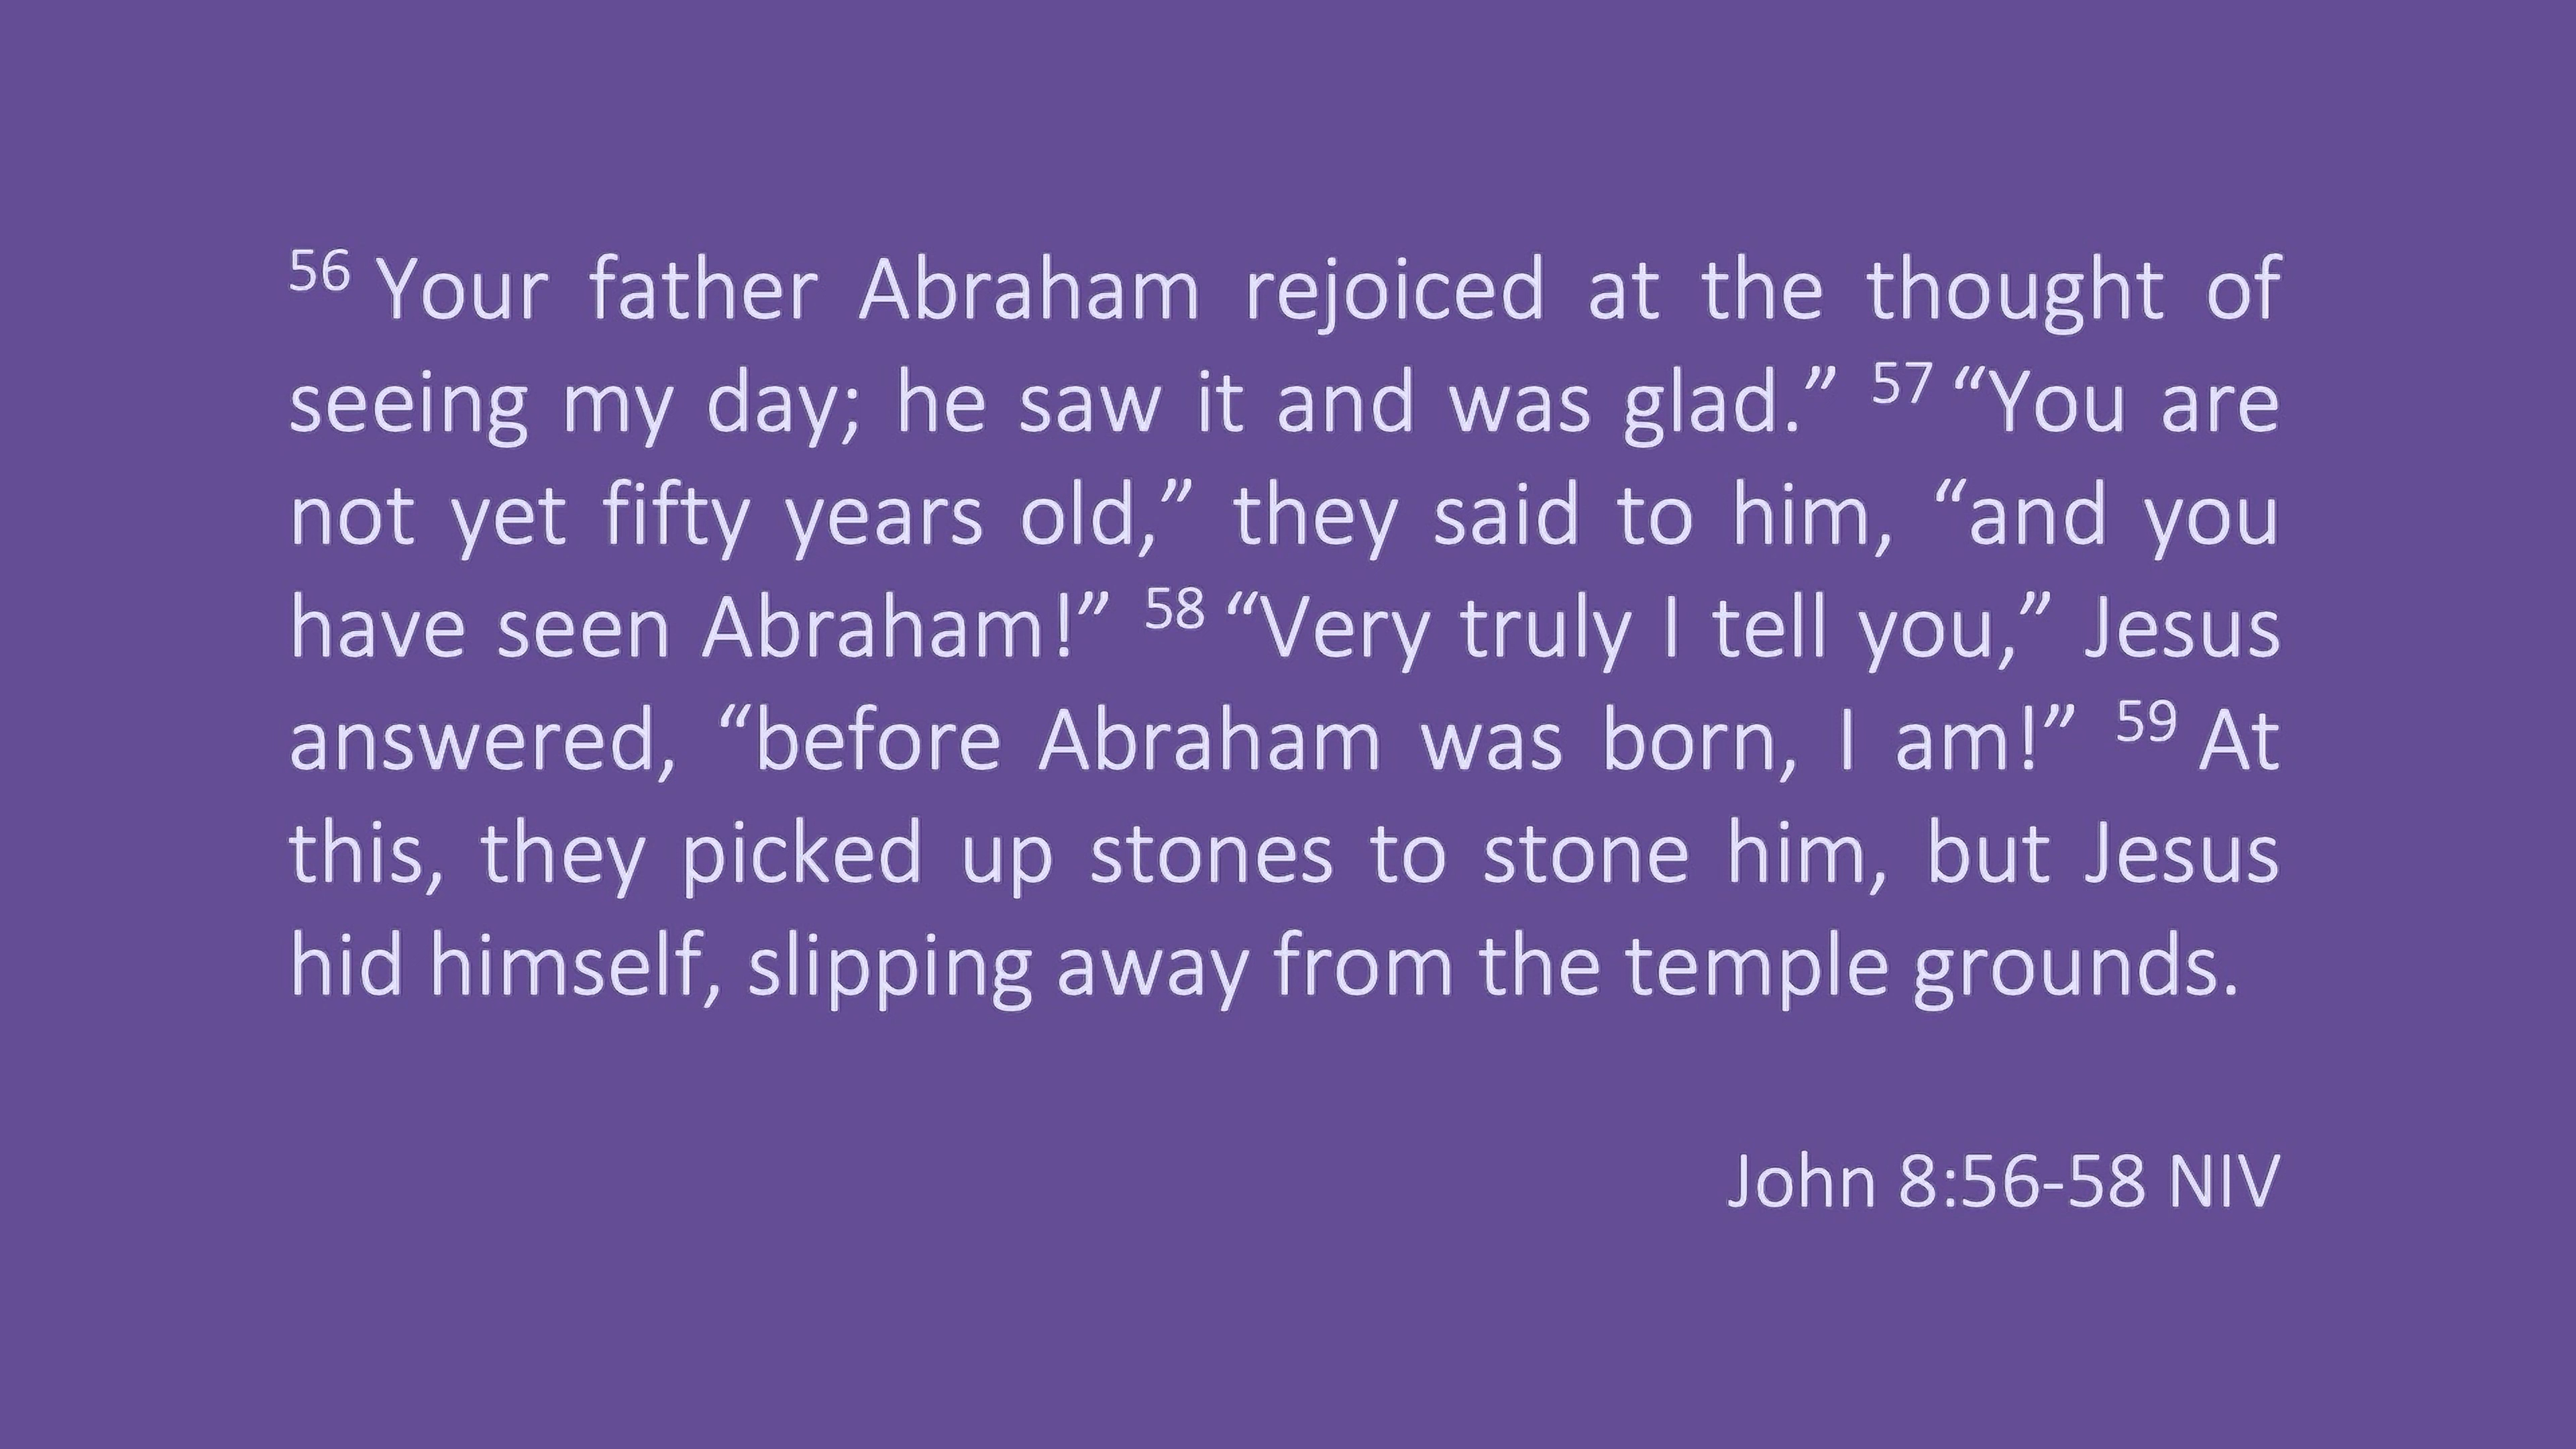 56 Your father Abraham rejoiced at the thought of
seeing my day; he saw it and was glad.” 57 “You are
not yet fifty years old,” they said to him, “and you
have seen Abraham!” 58 “Very truly I tell you,” Jesus
answered, “before Abraham was born, I am!” 59 At
this, they picked up stones to stone him, but Jesus
hid himself, slipping away from the temple grounds.
John 8:56-58 NIV